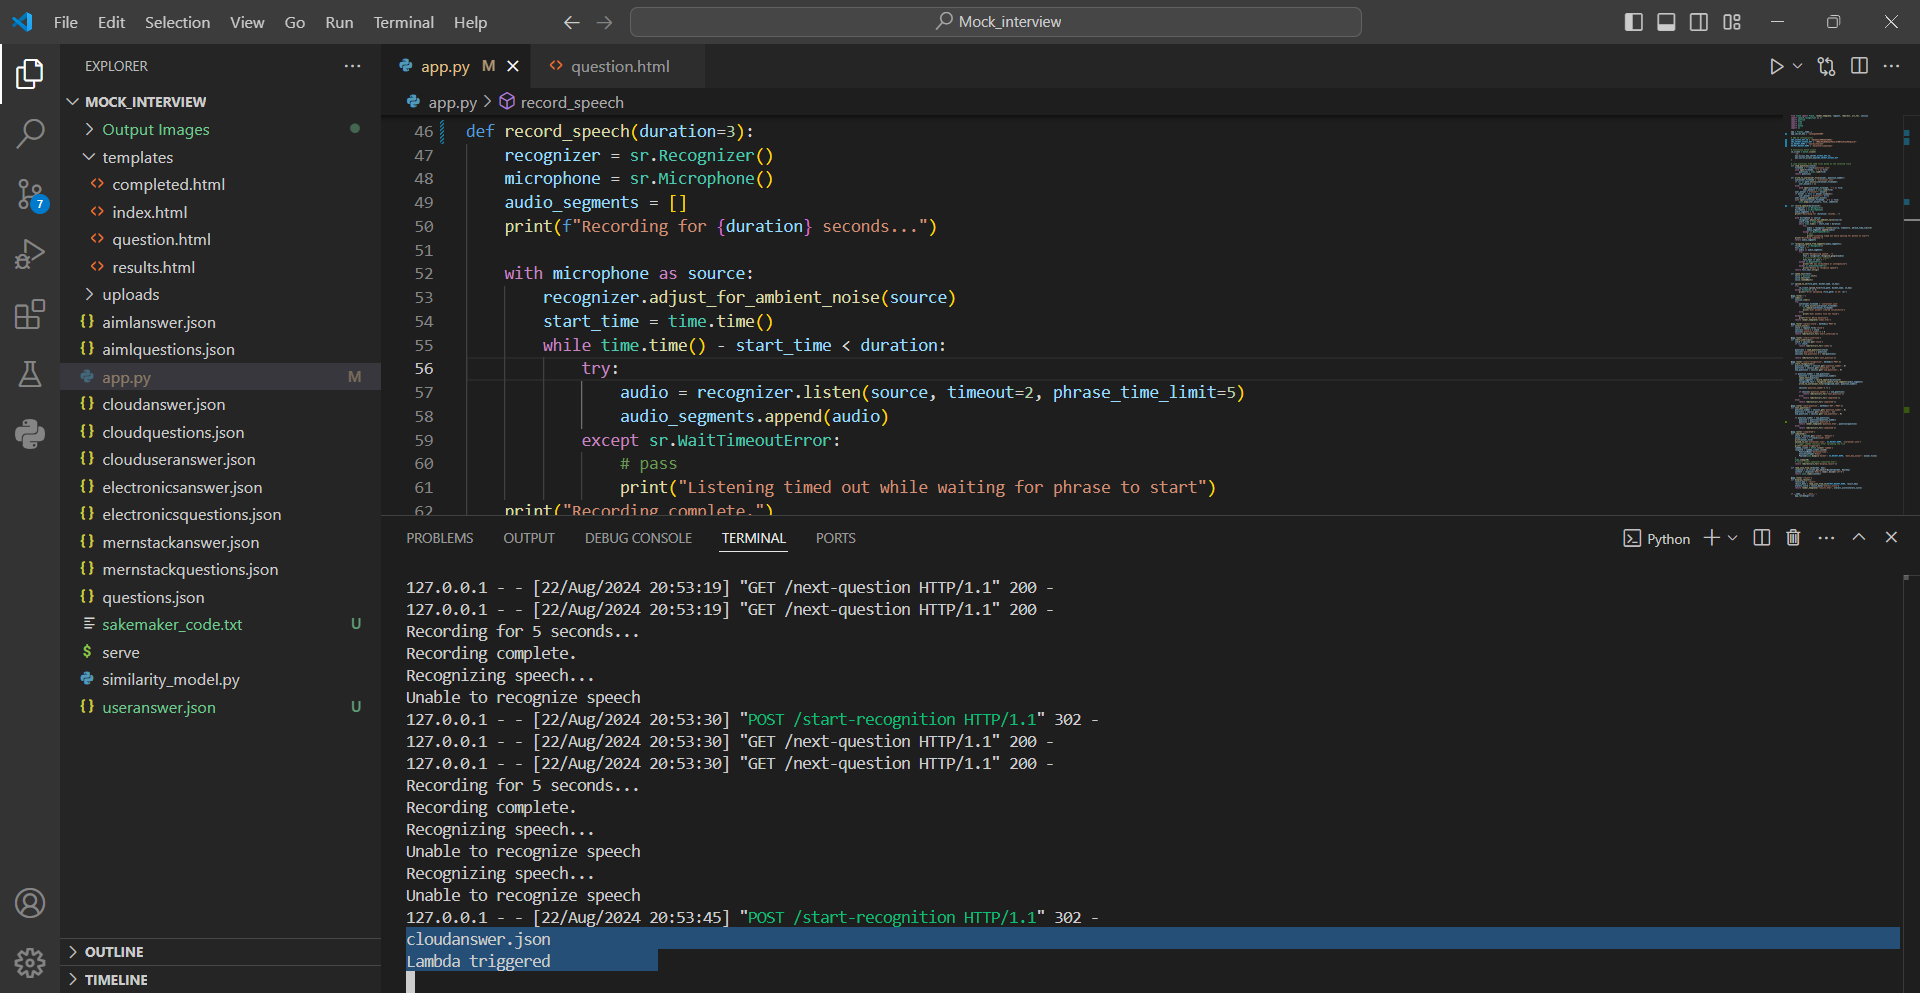 File Edit Selection View Go Run Terminal Help
Mock_interview
EXPLORER
MOCK_INTERVIEW
Output Images
templates
completed.html
index.html
question.html
results.html
uploads
aimlanswer.json
aimlquestions.json
app.py M
cloudanswer.json
cloudquestions.json
clouduseranswer.json
electronicsanswer.json
electronicsquestions.json
mernstackanswer.json
mernstackquestions.json
questions.json
sakemaker_code.txt U
serve
similarity_model.py
useranswer.json U
OUTLINE
TIMELINE
7
app.py M question.html
app.py > record_speech
46 def record_speech(duration=3):
47 recognizer = sr.Recognizer()
48 microphone = sr.Microphone()
49 audio_segments = []
50 print(f"Recording for {duration} seconds...")
51
52 with microphone as source:
53 recognizer.adjust_for_ambient_noise(source)
54 start_time = time.time()
55 while time.time() - start_time < duration:
56 try:
57 audio = recognizer.listen(source, timeout=2, phrase_time_limit=5)
58 audio_segments.append(audio)
59 except sr.WaitTimeoutError:
60 # pass
61 print("Listening timed out while waiting for phrase to start")
62 print("Recording complete.")
PROBLEMS OUTPUT DEBUG CONSOLE TERMINAL PORTS
Python
127.0.0.1 - - [22/Aug/2024 20:53:19] "GET /next-question HTTP/1.1" 200 -
127.0.0.1 - - [22/Aug/2024 20:53:19] "GET /next-question HTTP/1.1" 200 -
Recording for 5 seconds...
Recording complete.
Recognizing speech...
Unable to recognize speech
127.0.0.1 - - [22/Aug/2024 20:53:30] "POST /start-recognition HTTP/1.1" 302 -
127.0.0.1 - - [22/Aug/2024 20:53:30] "GET /next-question HTTP/1.1" 200 -
127.0.0.1 - - [22/Aug/2024 20:53:30] "GET /next-question HTTP/1.1" 200 -
Recording for 5 seconds...
Recording complete.
Recognizing speech...
Unable to recognize speech
Recognizing speech...
Unable to recognize speech
127.0.0.1 - - [22/Aug/2024 20:53:45] "POST /start-recognition HTTP/1.1" 302 -
cloudanswer.json
Lambda triggered